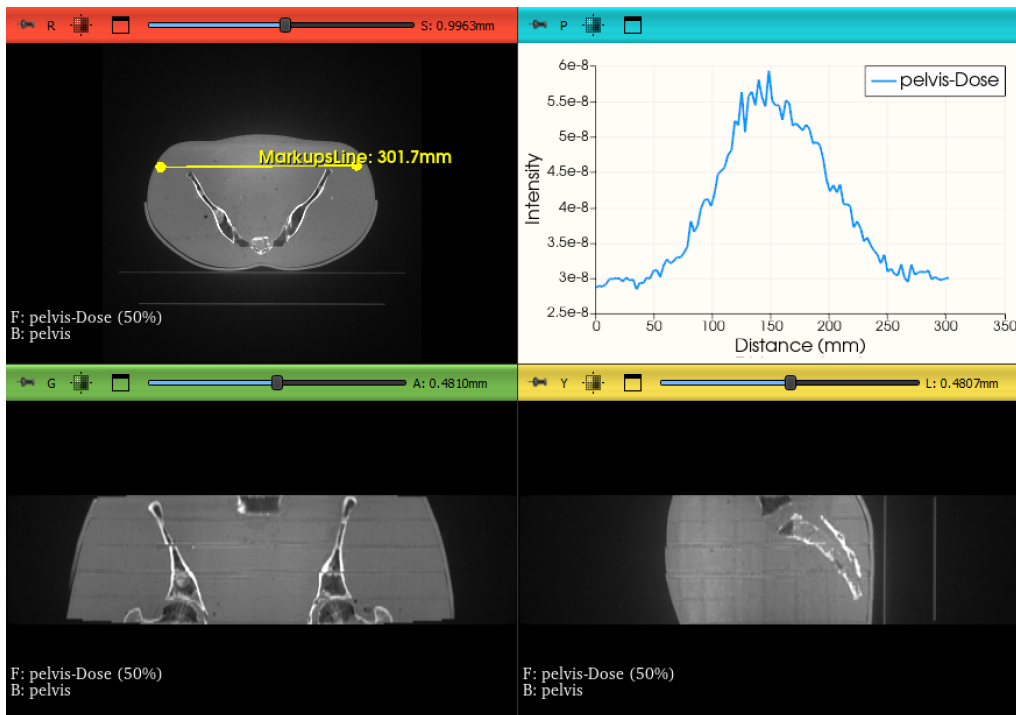 R
S: 0.9963mm
MarkupsLine: 301.7mm
F: pelvis-Dose (50%)
B: pelvis
P
pelvis-Dose
6e-8
5.5e-8
5e-8
4.5e-8
4e-8
3.5e-8
3e-8
2.5e-8
Intensity
0 50 100 150 200 250 300 350
Distance (mm)
G
A: 0.4810mm
F: pelvis-Dose (50%)
B: pelvis
Y
L: 0.4807mm
F: pelvis-Dose (50%)
B: pelvis